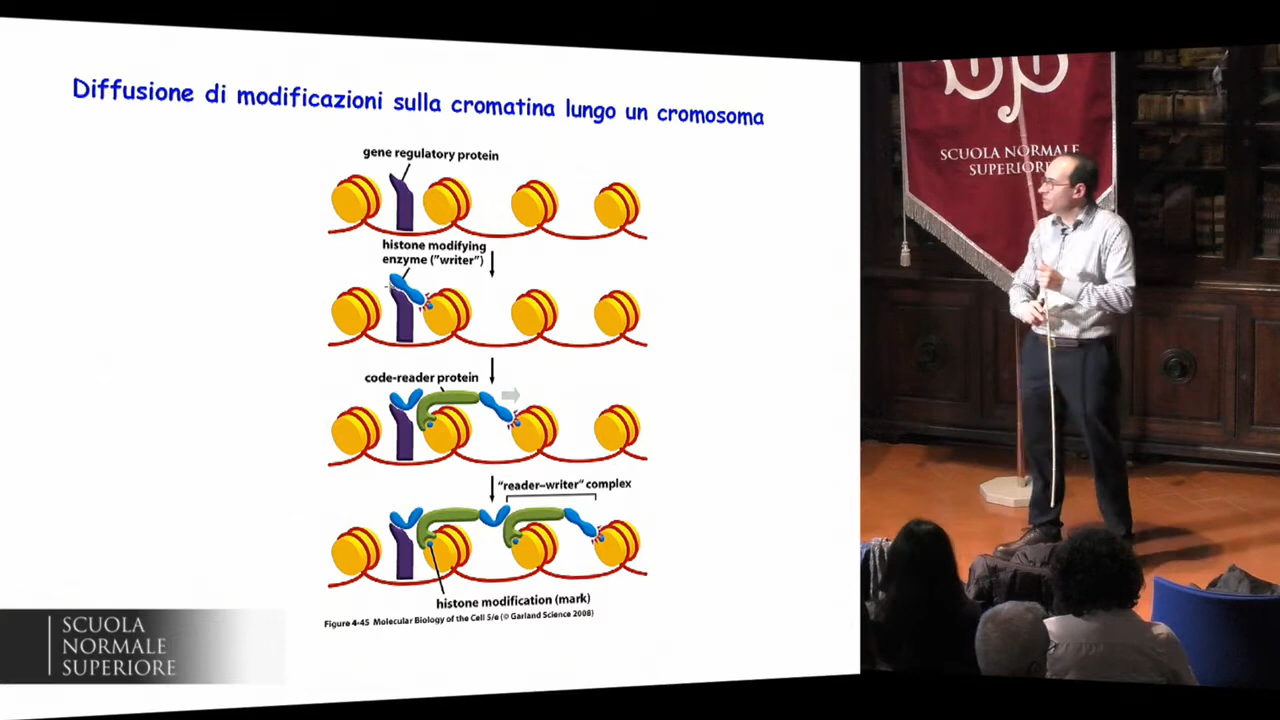 Diffusione di modificazioni sulla cromatina lungo un cromosoma
gene regulatory protein
histone modifying
enzyme ("writer")
code-reader protein
"reader–writer" complex
histone modification (mark)
Figure 4-45 Molecular Biology of the Cell 5/e (© Garland Science 2008)
SCUOLA
NORMALE
SUPERIORE
SCUOLA NORMALE
SUPERIORE